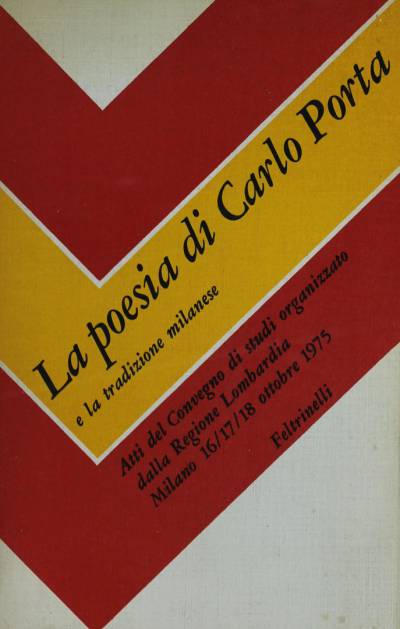 La poesia di Carlo Porta
e la tradizione milanese
Atti del Convegno di studi organizzato
dalla Regione Lombardia
Milano 16/17/18 ottobre 1975
Feltrinelli